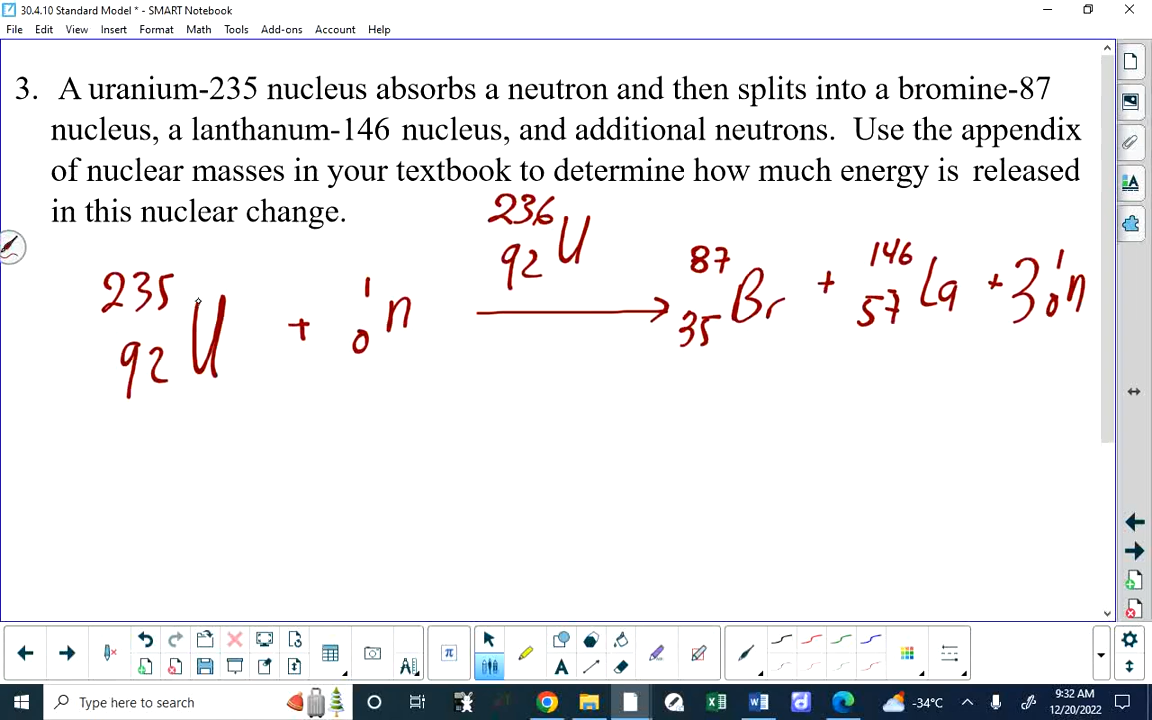 30.4.10 Standard Model * - SMART Notebook
File Edit View Insert Format Math Tools Add-ons Account Help
3. A uranium-235 nucleus absorbs a neutron and then splits into a bromine-87
nucleus, a lanthanum-146 nucleus, and additional neutrons. Use the appendix
of nuclear masses in your textbook to determine how much energy is released
in this nuclear change.
236
92 U
235
92 U + 1 0 n → 87 35 Br + 146 57 La + 3 1 0 n
π
A
Type here to search
-34°C
9:32 AM
12/20/2022